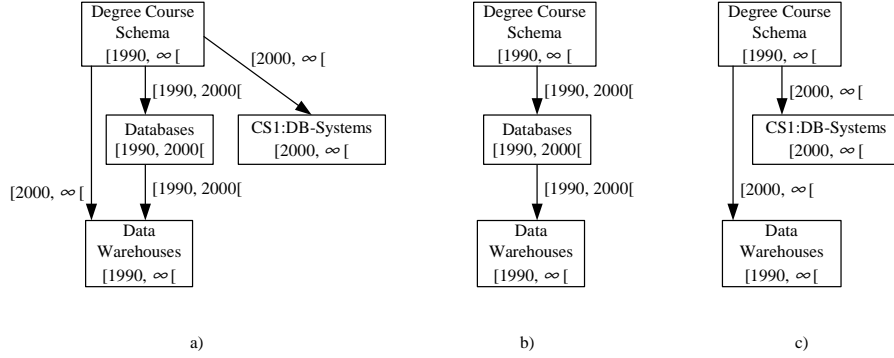 Degree Course
Schema
[1990, ∞ [
[2000, ∞ [
[1990, 2000[
Databases
[1990, 2000[
CS1:DB-Systems
[2000, ∞ [
[2000, ∞ [
[1990, 2000[
Data
Warehouses
[1990, ∞ [
a)
Degree Course
Schema
[1990, ∞ [
[1990, 2000[
Databases
[1990, 2000[
[1990, 2000[
Data
Warehouses
[1990, ∞ [
b)
Degree Course
Schema
[1990, ∞ [
[2000, ∞ [
CS1:DB-Systems
[2000, ∞ [
[2000, ∞ [
Data
Warehouses
[1990, ∞ [
c)